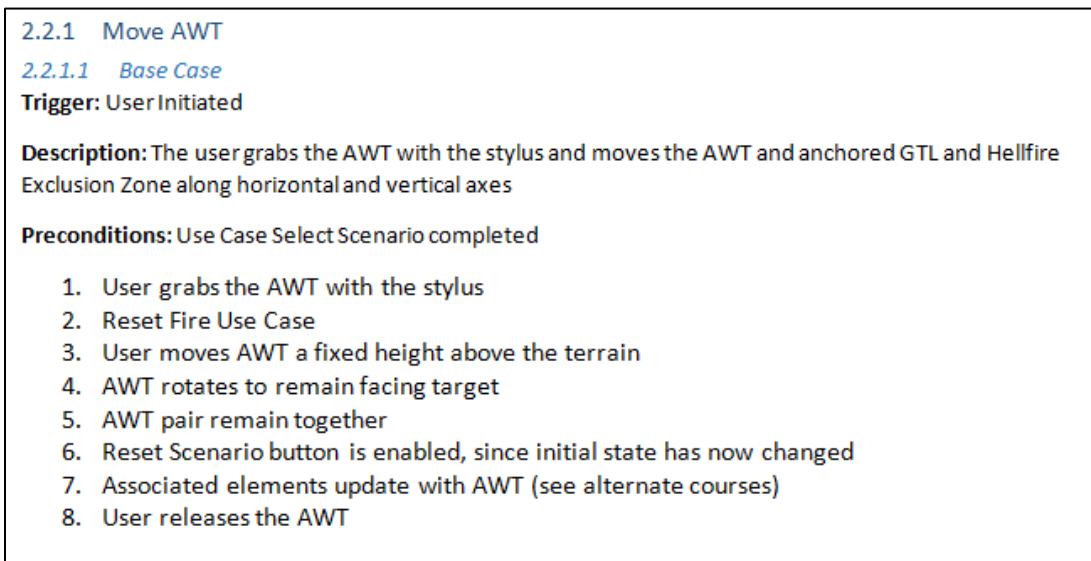 2.2.1 Move AWT
2.2.1.1 Base Case
Trigger: User Initiated
Description: The user grabs the AWT with the stylus and moves the AWT and anchored GTL and Hellfire
Exclusion Zone along horizontal and vertical axes
Preconditions: Use Case Select Scenario completed
1. User grabs the AWT with the stylus
2. Reset Fire Use Case
3. User moves AWT a fixed height above the terrain
4. AWT rotates to remain facing target
5. AWT pair remain together
6. Reset Scenario button is enabled, since initial state has now changed
7. Associated elements update with AWT (see alternate courses)
8. User releases the AWT